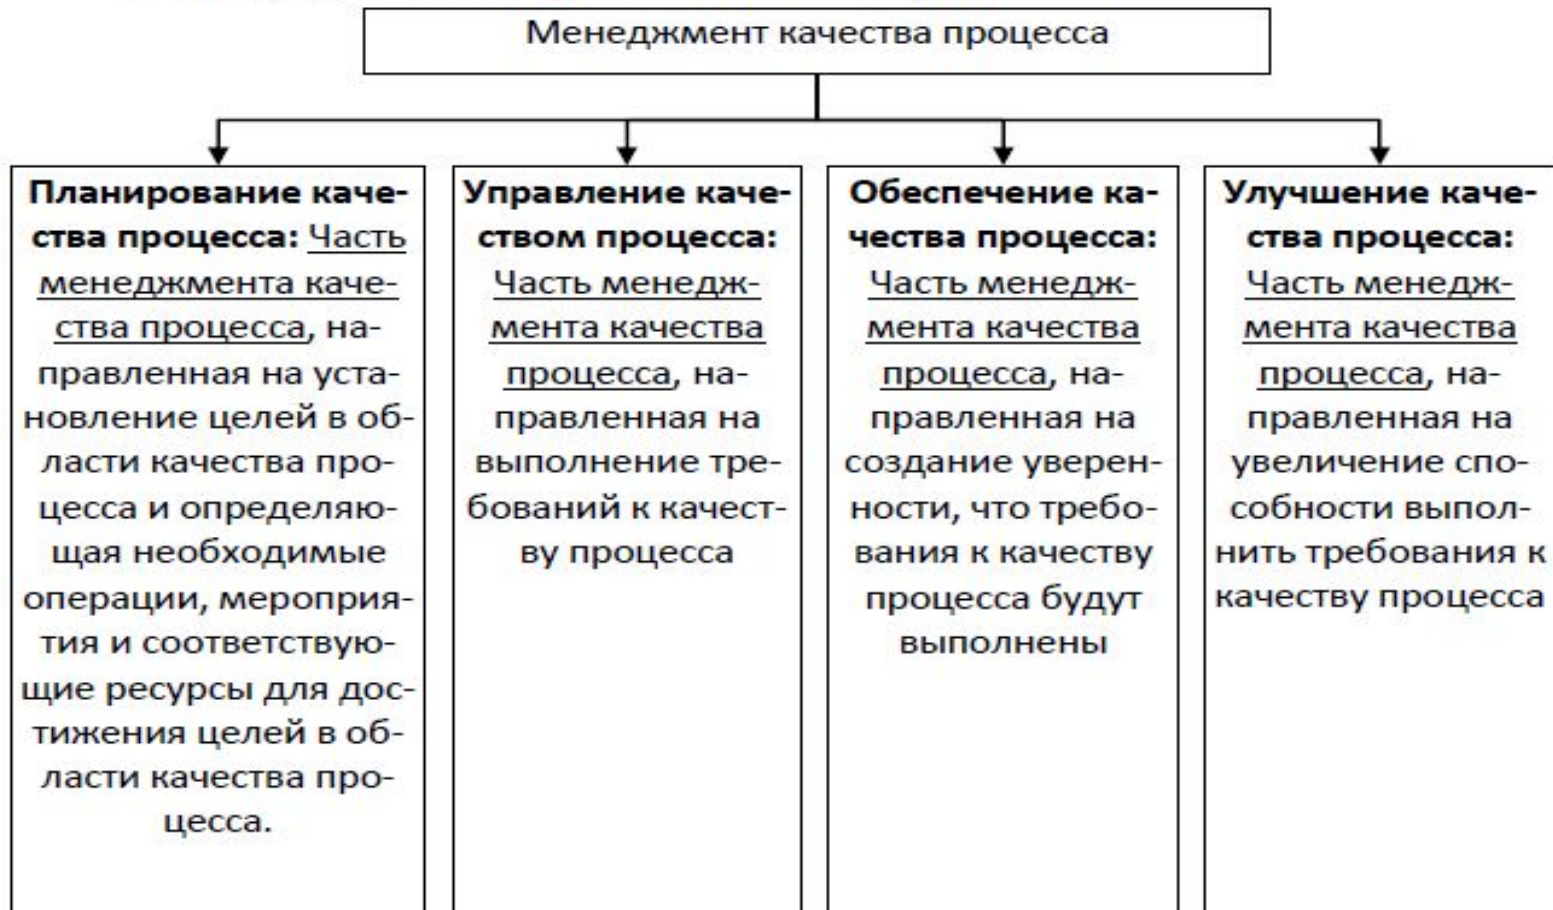 Менеджмент качества процесса
Планирование каче-
ства процесса: Часть
менеджмента каче-
ства процесса, на-
правленная на уста-
новление целей в об-
ласти качества про-
цесса и определяю-
щая необходимые
операции, мероприя-
тия и соответствую-
щие ресурсы для дос-
тижения целей в об-
ласти качества про-
цесса.
Управление каче-
ством процесса:
Часть менедж-
мента качества
процесса, на-
правленная на
выполнение тре-
бований к качест-
ву процесса
Обеспечение ка-
чества процесса:
Часть менедж-
мента качества
процесса, на-
правленная на
создание уверен-
ности, что требо-
вания к качеству
процесса будут
выполнены
Улучшение каче-
ства процесса:
Часть менедж-
мента качества
процесса, на-
правленная на
увеличение спо-
собности выпол-
нить требования к
качеству процесса